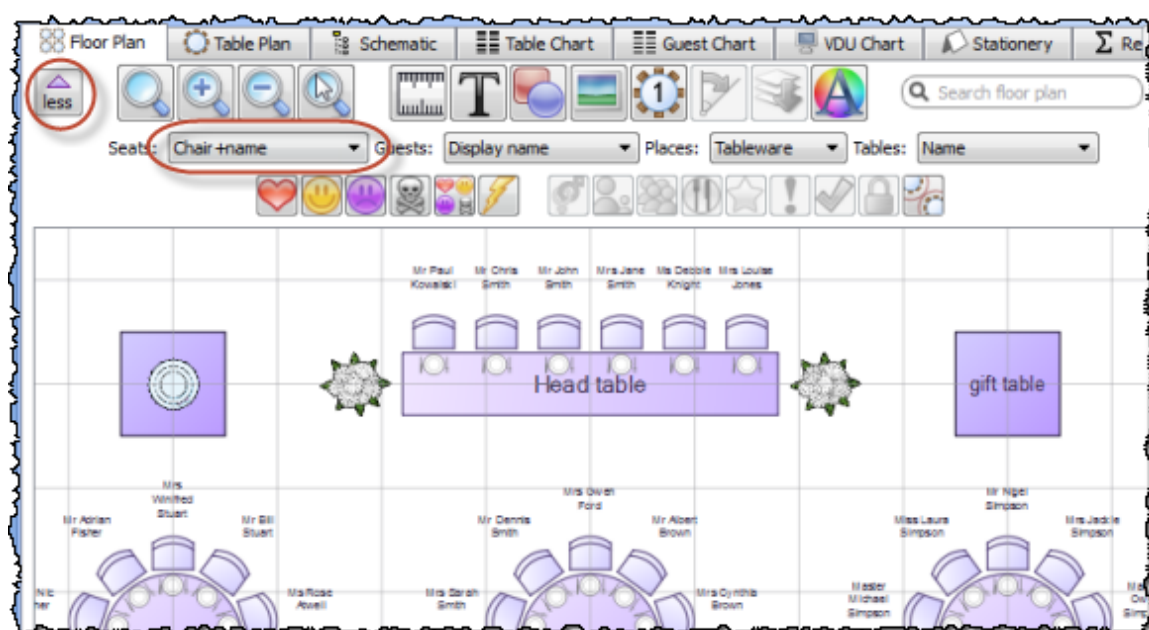 Floor Plan Table Plan Schematic Table Chart Guest Chart VDU Chart Stationery Σ Re
less 1 Search floor plan
Seats: Chair +name Guests: Display name Places: Tableware Tables: Name
Mr Paul Mr Chris Mr John Mrs Jane Ms Debbie Mrs Louise
Kowalski Smith Smith Smith Knight Jones
Head table
gift table
Mrs
Winifred
Stuart
Mr Adrian
Fisher
Mr Bill
Stuart
Mrs Gwen
Ford
Mr Dennis
Smith
Mr Albert
Brown
Mr Nigel
Simpson
Miss Laura
Simpson
Mrs Jackie
Simpson
Ms Rose
Atwell
Mrs Sarah
Smith
Mrs Cynthia
Brown
Master
Michael
Simpson